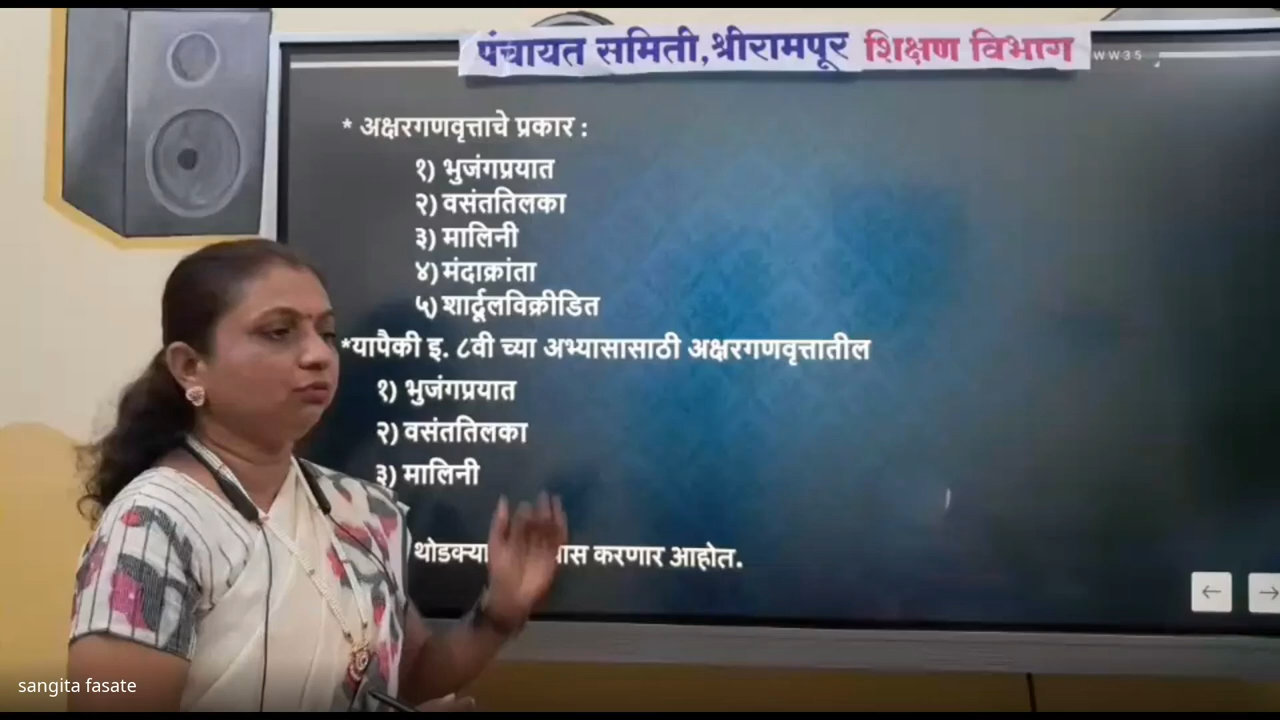 पंचायत समिती,श्रीरामपूर शिक्षण विभाग
WW35
* अक्षरगणवृत्ताचे प्रकार :
१) भुजंगप्रयात
२) वसंततिलका
३) मालिनी
४) मंदाक्रांता
५) शार्दूलविक्रीडित
*यापैकी इ. ८वी च्या अभ्यासासाठी अक्षरगणवृत्तातील
१) भुजंगप्रयात
२) वसंततिलका
३) मालिनी
करणार आहोत.
sangita fasate